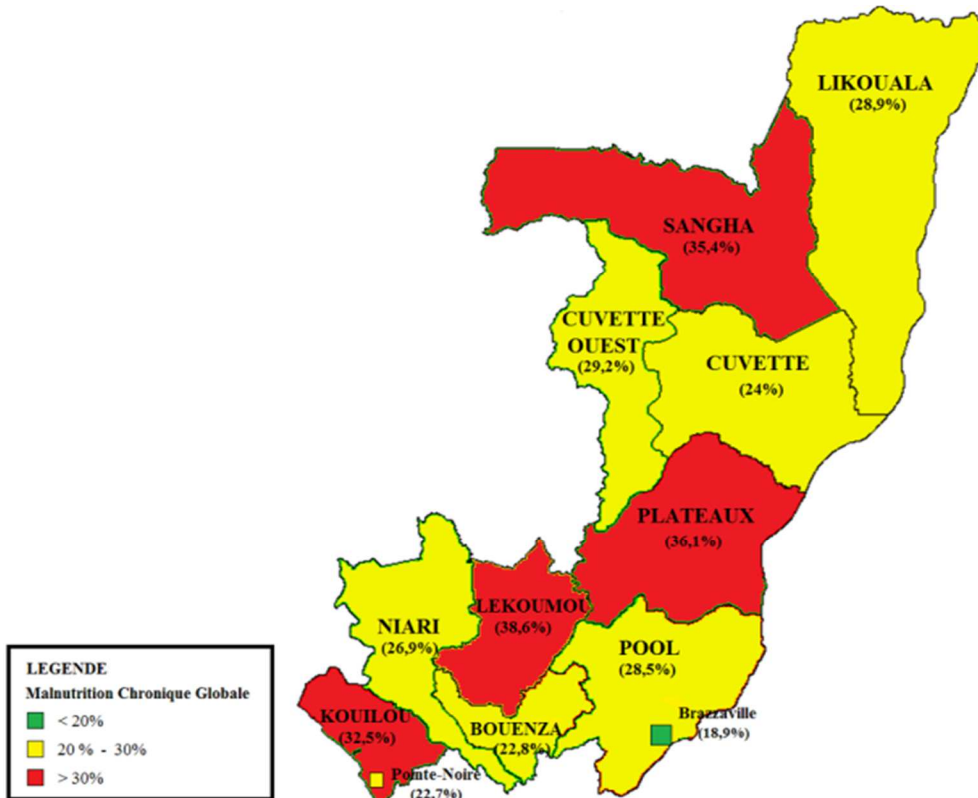 LIKOUALA
(28,9%)
SANGHA
(35,4%)
CUVETTE
OUEST
(29,2%)
CUVETTE
(24%)
PLATEAUX
(36,1%)
LEKOUMOU
(38,6%)
NIARI
(26,9%)
POOL
(28,5%)
KOUILOU
(32,5%)
BOUENZA
(22,8%)
Brazzaville
(18,9%)
Pointe-Noire
(22,7%)
LEGENDE
Malnutrition Chronique Globale
< 20%
20 % - 30%
> 30%